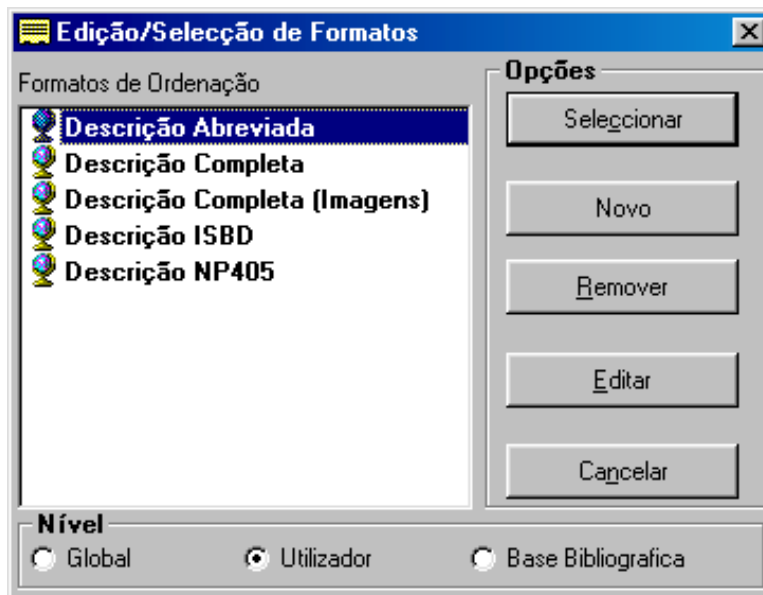 Edição/Selecção de Formatos
Formatos de Ordenação
Descrição Abreviada
Descrição Completa
Descrição Completa (Imagens)
Descrição ISBD
Descrição NP405
Opções
Seleccionar
Novo
Remover
Editar
Cancelar
Nível
Global
Utilizador
Base Bibliografica